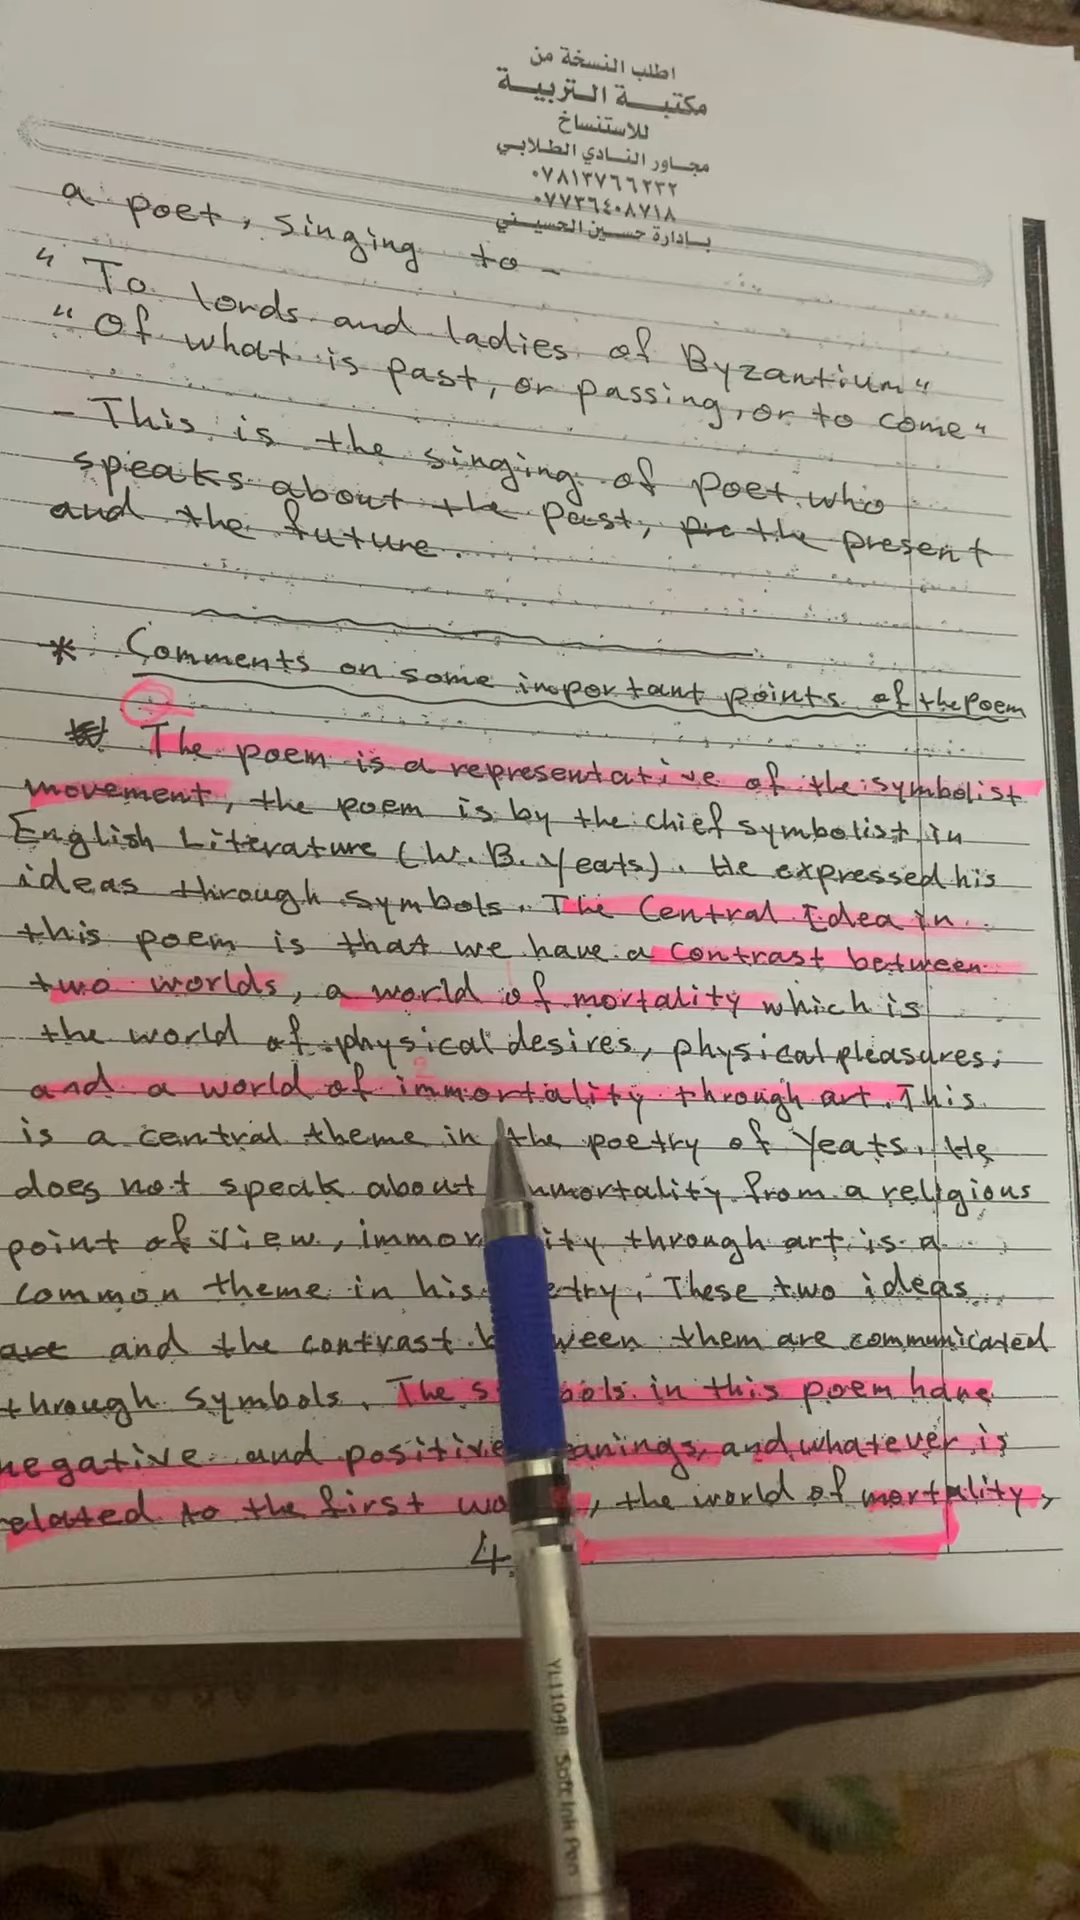 اطلب النسخة من
مكتبـة التربيـة
للاستنساخ
مجاور النادي الطلابي
٠٧٨١٣٧٦٦٢٣٢
٠٧٧٣٦٤٠٨٧١٨
بادارة حسين الحسيني
a poet, singing to -
" To lords and ladies of Byzantium "
" Of what is past, or passing, or to come "
- This is the singing of poet who
speaks about the past, the present
and the future.
* Comments on some important points of the poem
The poem is a representative of the symbolist
movement, the poem is by the chief symbolist in
English Literature (W. B. Yeats). He expressed his
ideas through symbols. The Central Idea in
this poem is that we have a contrast between
two worlds, a world of mortality which is
the world of physical desires, physical pleasures,
and a world of immortality through art. This
is a central theme in the poetry of Yeats. He
does not speak about mmortality from a religious
point of view, immor ity through art is a
common theme in his etry. These two ideas
are and the contrast b ween them are communicated
through symbols. The s bols in this poem have
negative and positive eanings, and whatever is
elated to the first wo , the world of mortality,
4
YL11048 Soft Ink Pen